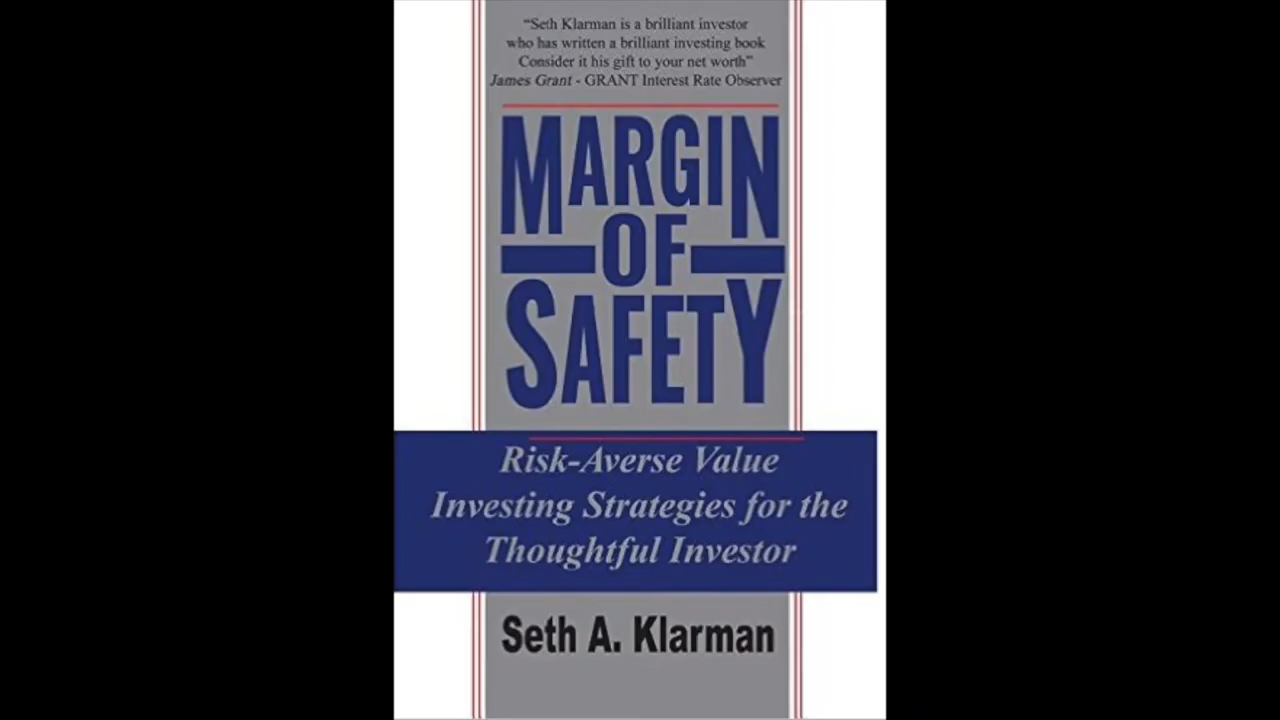 “Seth Klarman is a brilliant investor
who has written a brilliant investing book
Consider it his gift to your net worth”
James Grant - GRANT Interest Rate Observer
MARGIN
OF
SAFETY
Risk-Averse Value
Investing Strategies for the
Thoughtful Investor
Seth A. Klarman